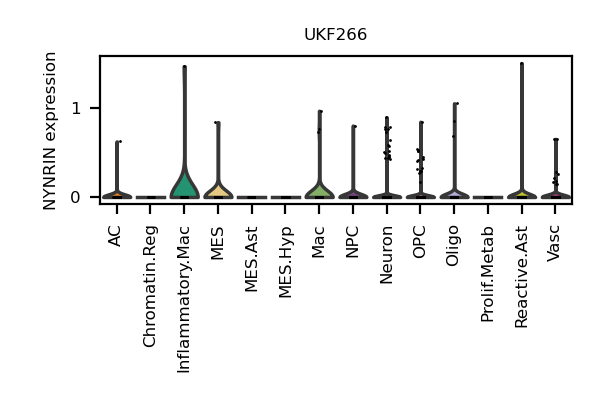 UKF266
NYNRIN expression
1
0
AC
Chromatin.Reg
Inflammatory.Mac
MES
MES.Ast
MES.Hyp
Mac
NPC
Neuron
OPC
Oligo
Prolif.Metab
Reactive.Ast
Vasc